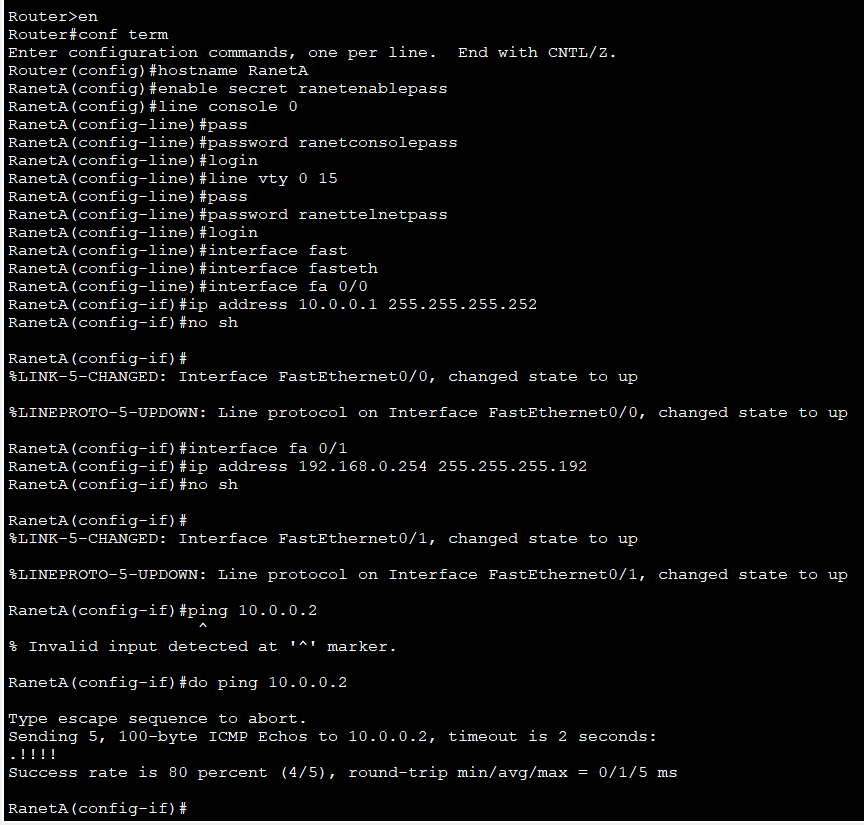 Router>en
Router#conf term
Enter configuration commands, one per line.  End with CNTL/Z.
Router(config)#hostname RanetA
RanetA(config)#enable secret ranetenablepass
RanetA(config)#line console 0
RanetA(config-line)#pass
RanetA(config-line)#password ranetconsolepass
RanetA(config-line)#login
RanetA(config-line)#line vty 0 15
RanetA(config-line)#pass
RanetA(config-line)#password ranettelnetpass
RanetA(config-line)#login
RanetA(config-line)#interface fast
RanetA(config-line)#interface fasteth
RanetA(config-line)#interface fa 0/0
RanetA(config-if)#ip address 10.0.0.1 255.255.255.252
RanetA(config-if)#no sh
RanetA(config-if)#
%LINK-5-CHANGED: Interface FastEthernet0/0, changed state to up
%LINEPROTO-5-UPDOWN: Line protocol on Interface FastEthernet0/0, changed state to up
RanetA(config-if)#interface fa 0/1
RanetA(config-if)#ip address 192.168.0.254 255.255.255.192
RanetA(config-if)#no sh
RanetA(config-if)#
%LINK-5-CHANGED: Interface FastEthernet0/1, changed state to up
%LINEPROTO-5-UPDOWN: Line protocol on Interface FastEthernet0/1, changed state to up
RanetA(config-if)#ping 10.0.0.2
^
% Invalid input detected at '^' marker.
RanetA(config-if)#do ping 10.0.0.2
Type escape sequence to abort.
Sending 5, 100-byte ICMP Echos to 10.0.0.2, timeout is 2 seconds:
.!!!!
Success rate is 80 percent (4/5), round-trip min/avg/max = 0/1/5 ms
RanetA(config-if)#